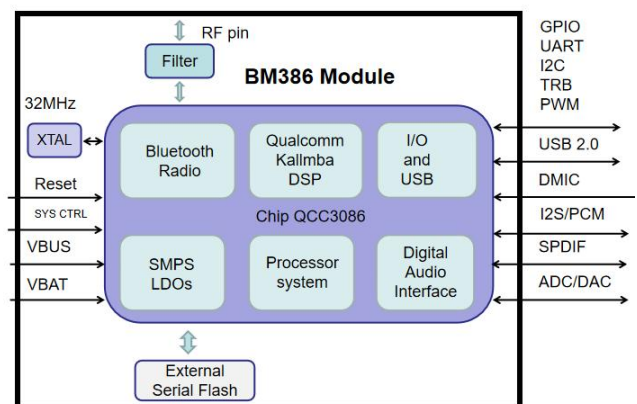 RF pin
Filter
BM386 Module
32MHz
XTAL
Reset
SYS CTRL
VBUS
VBAT
Bluetooth
Radio
Qualcomm
Kallmba
DSP
I/O
and
USB
Chip QCC3086
SMPS
LDOs
Processor
system
Digital
Audio
Interface
External
Serial Flash
GPIO
UART
I2C
TRB
PWM
USB 2.0
DMIC
I2S/PCM
SPDIF
ADC/DAC